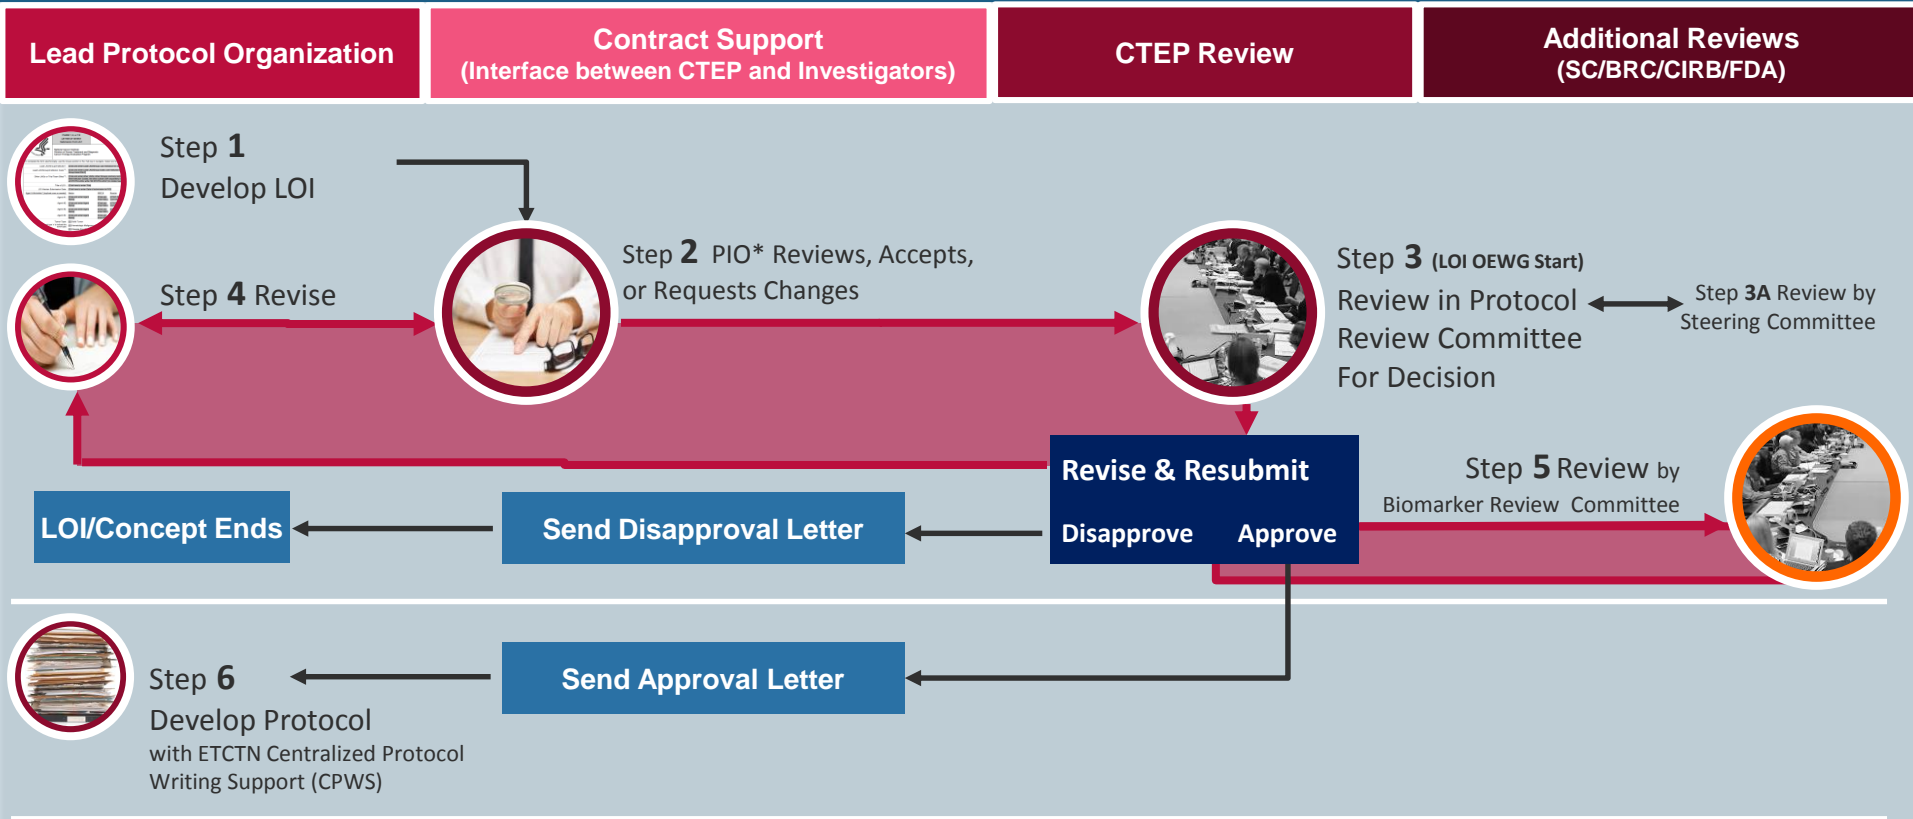 Lead Protocol Organization
Contract Support
(Interface between CTEP and Investigators)
CTEP Review
Additional Reviews
(SC/BRC/CIRB/FDA)
Step 1
Develop LOI
Step 2 PIO* Reviews, Accepts,
or Requests Changes
Step 3 (LOI OEWG Start)
Review in Protocol
Review Committee
For Decision
Step 3A Review by
Steering Committee
Step 4 Revise
Revise & Resubmit
Disapprove Approve
Step 5 Review by
Biomarker Review Committee
Send Disapproval Letter
LOI/Concept Ends
Send Approval Letter
Step 6
Develop Protocol
with ETCTN Centralized Protocol
Writing Support (CPWS)